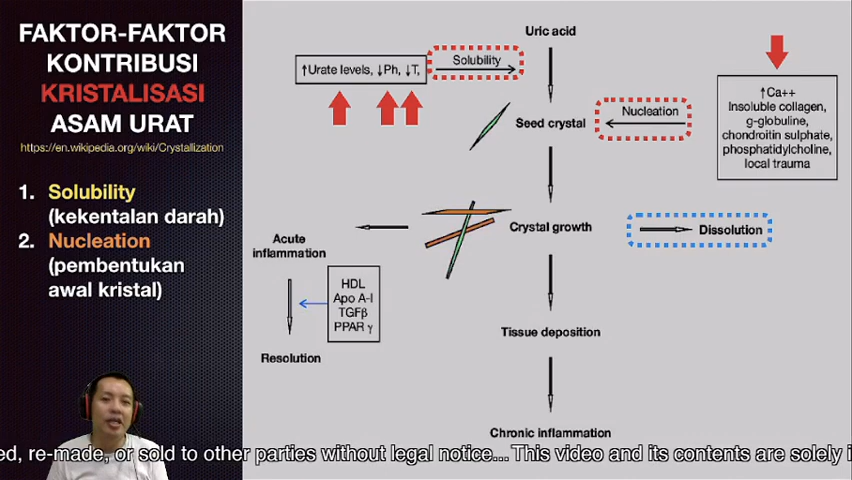 FAKTOR-FAKTOR
KONTRIBUSI
KRISTALISASI
ASAM URAT
https://en.wikipedia.org/wiki/Crystallization
1. Solubility
(kekentalan darah)
2. Nucleation
(pembentukan
awal kristal)
Uric acid
↑Urate levels, ↓Ph, ↓T,
Solubility
Seed crystal
Nucleation
↑Ca++
Insoluble collagen,
g-globuline,
chondroitin sulphate,
phosphatidylcholine,
local trauma
Crystal growth
Dissolution
Acute
inflammation
HDL
Apo A-I
TGFβ
PPAR γ
Resolution
Tissue deposition
Chronic inflammation
ed, re-made, or sold to other parties without legal notice... This video and its contents are solely i